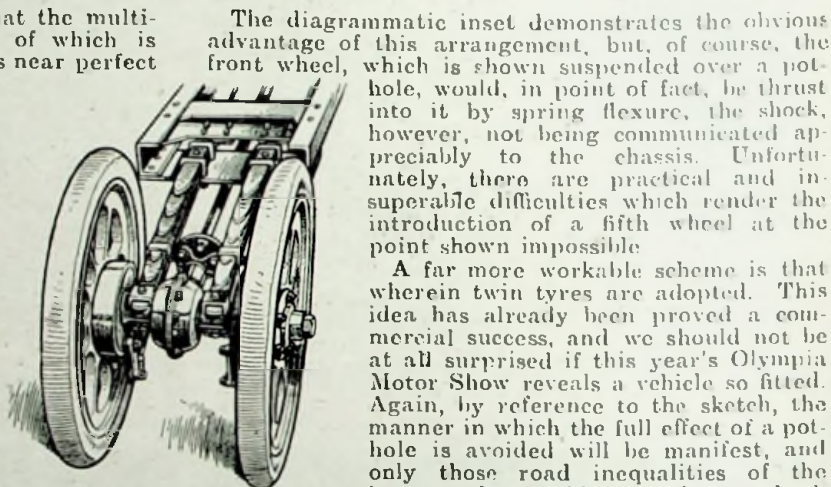 at the multi-
of which is
s near perfect
The diagrammatic inset demonstrates the obvious
advantage of this arrangement, but, of course, the
front wheel, which is shown suspended over a pot-
hole, would, in point of fact, be thrust
into it by spring flexure, the shock,
however, not being communicated ap-
preciably to the chassis. Unfortu-
nately, there are practical and in-
superable difficulties which render the
introduction of a fifth wheel at the
point shown impossible
A far more workable scheme is that
wherein twin tyres are adopted. This
idea has already been proved a com-
mercial success, and we should not be
at all surprised if this year's Olympia
Motor Show reveals a vehicle so fitted.
Again, by reference to the sketch, the
manner in which the full effect of a pot-
hole is avoided will be manifest, and
only those road inequalities of the